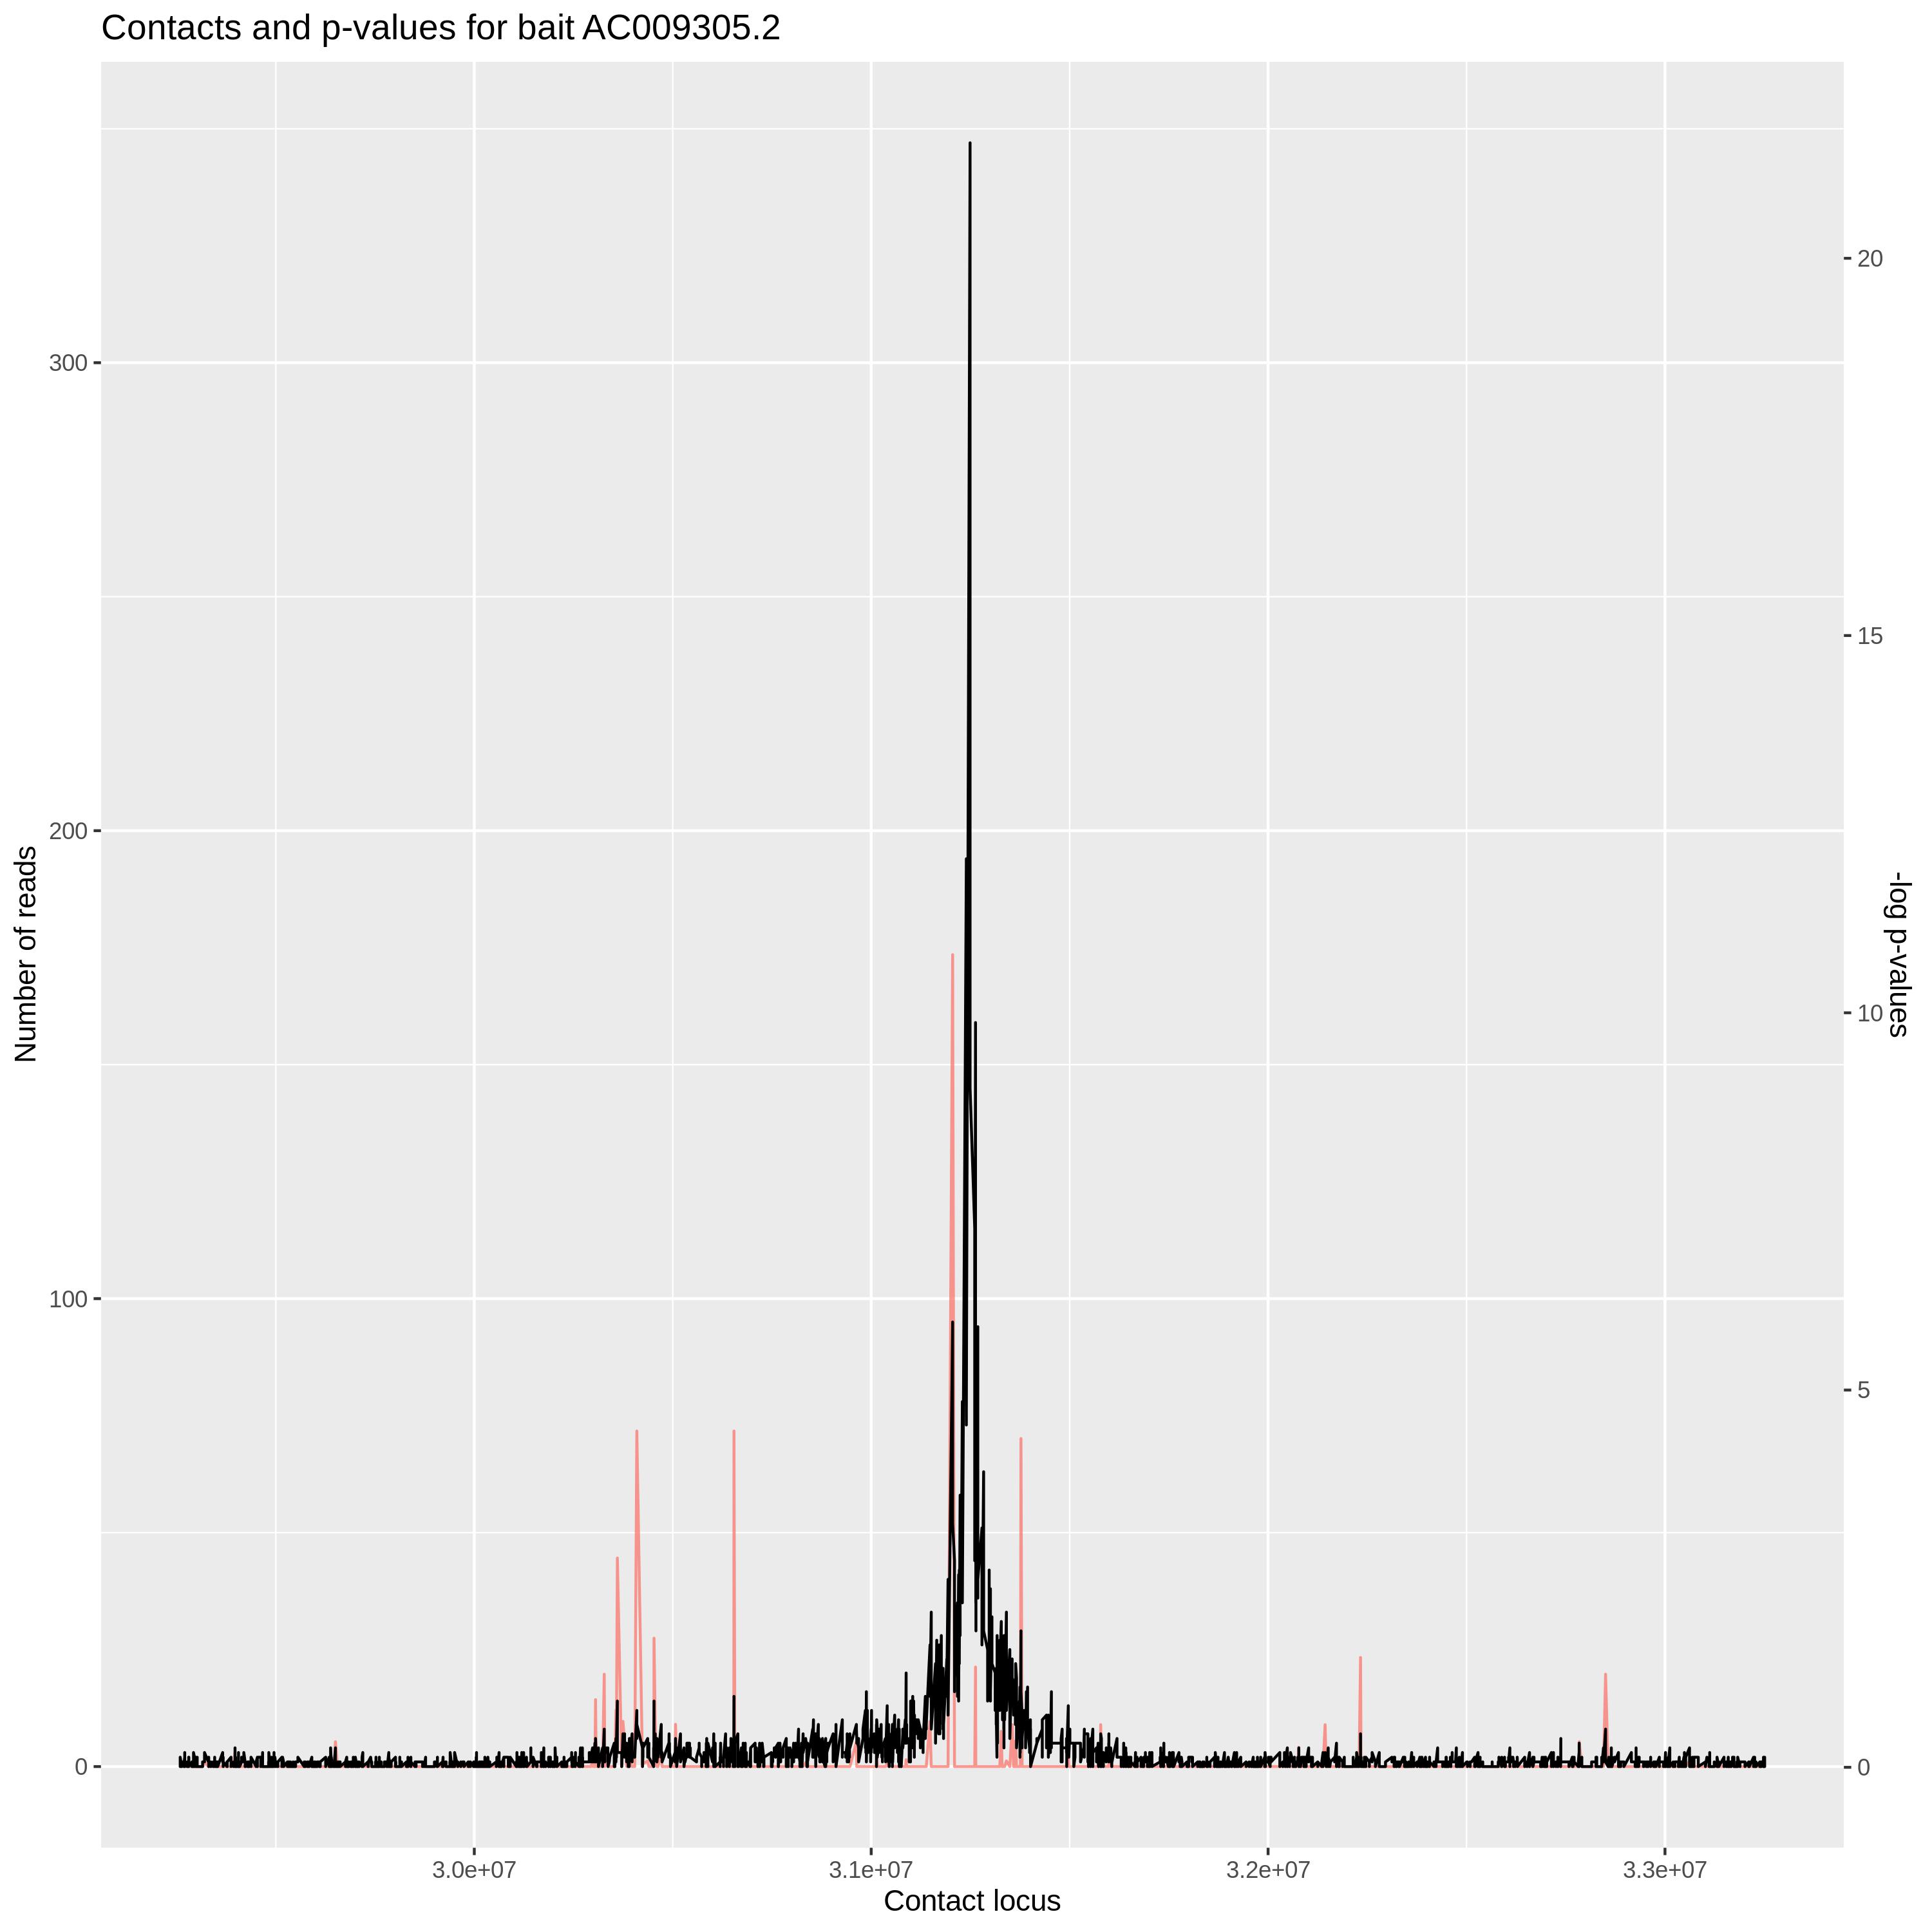 Contacts and p-values for bait AC009305.2
300
200
100
0
Number of reads
20
15
10
5
0
-log p-values
3.0e+07
3.1e+07
3.2e+07
3.3e+07
Contact locus